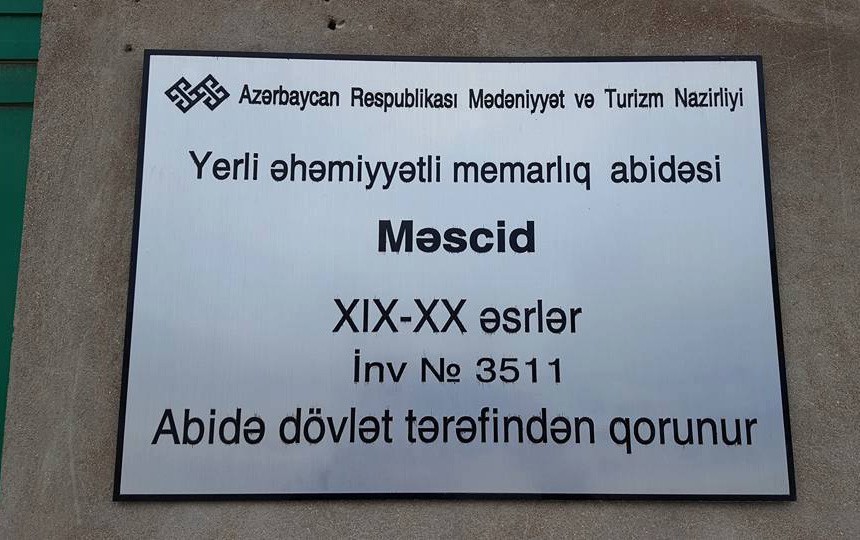 Azərbaycan Respublikası Mədəniyyət və Turizm Nazirliyi
Yerli əhəmiyyətli memarlıq abidəsi
Məscid
XIX-XX əsrlər
İnv № 3511
Abidə dövlət tərəfindən qorunur